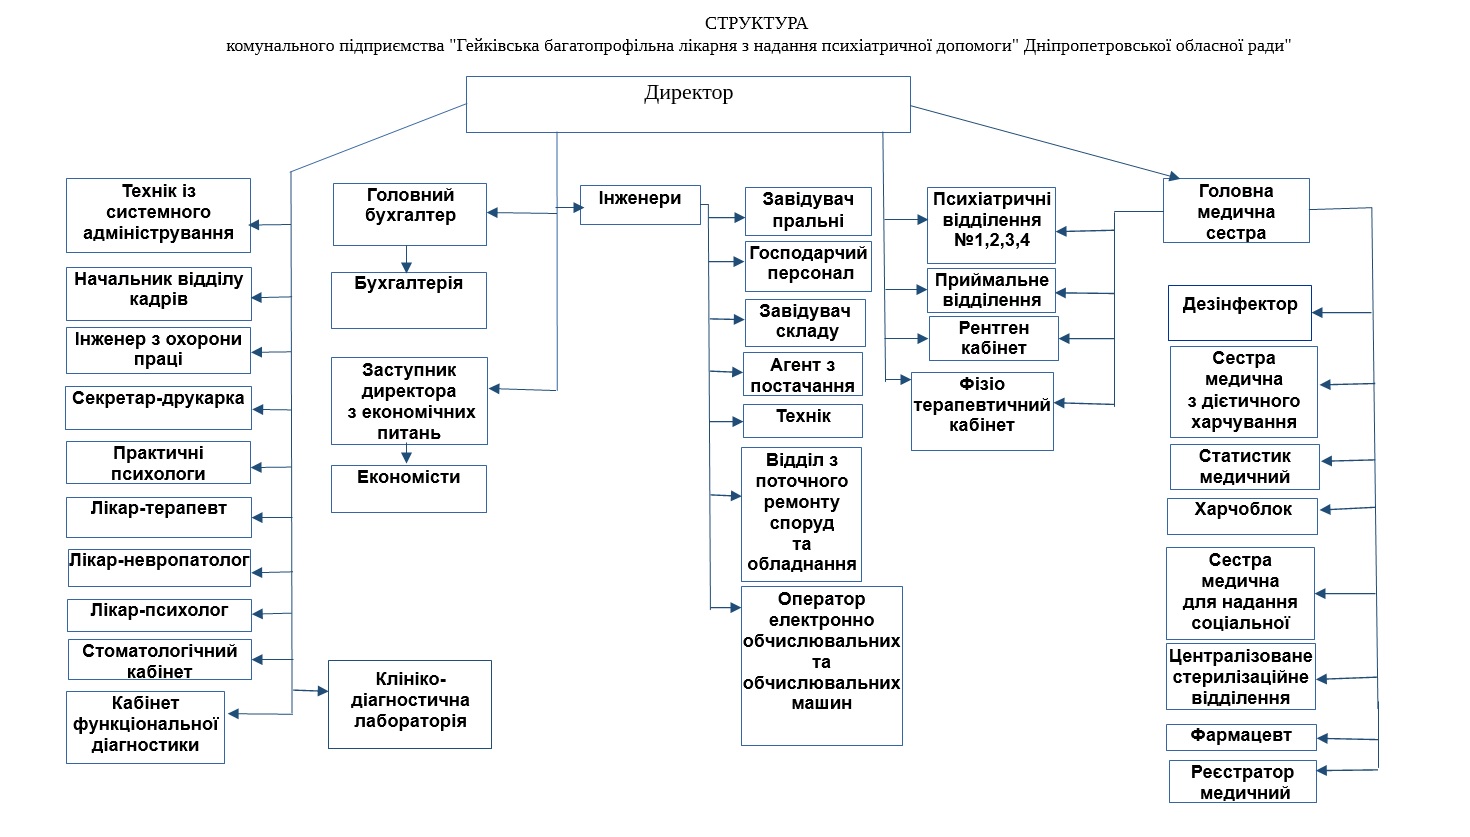 СТРУКТУРА
комунального підприємства "Гейківська багатопрофільна лікарня з надання психіатричної допомоги" Дніпропетровської обласної ради"
Директор
Технік із
системного
адміністрування
Начальник відділу
кадрів
Інженер з охорони
праці
Секретар-друкарка
Практичні
психологи
Лікар-терапевт
Лікар-невропатолог
Лікар-психолог
Стоматологічний
кабінет
Кабінет
функціональної
діагностики
Головний
бухгалтер
Бухгалтерія
Заступник
директора
з економічних
питань
Економісти
Клініко-
діагностична
лабораторія
Інженери
Завідувач
пральні
Господарчий
персонал
Завідувач
складу
Агент з
постачання
Технік
Відділ з
поточного
ремонту
споруд
та
обладнання
Оператор
електронно
обчислювальних
та
обчислювальних
машин
Психіатричні
відділення
№1,2,3,4
Приймальне
відділення
Рентген
кабінет
Фізіо
терапевтичний
кабінет
Головна
медична
сестра
Дезінфектор
Сестра
медична
з дієтичного
харчування
Статистик
медичний
Харчоблок
Сестра
медична
для надання
соціальної
Централізоване
стерилізаційне
відділення
Фармацевт
Реєстратор
медичний